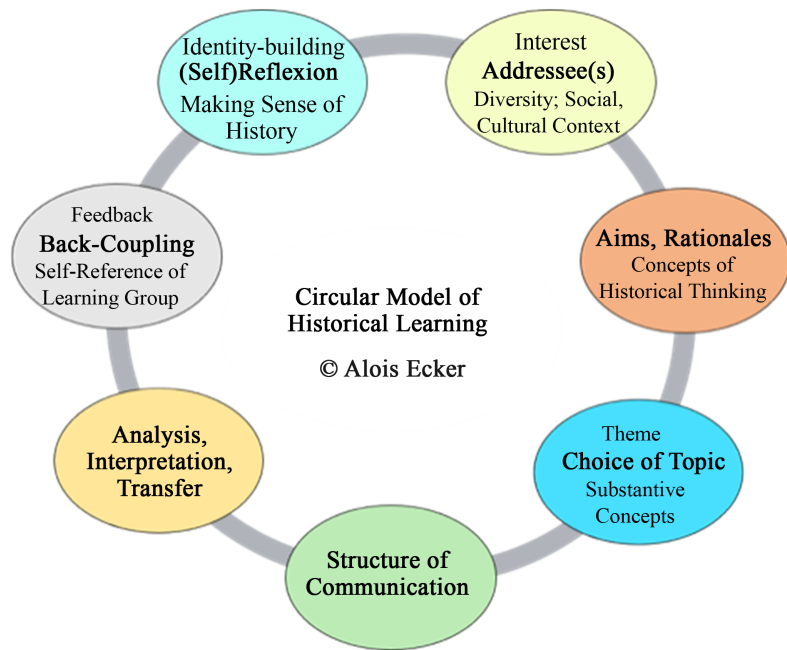 Identity-building
(Self)Reflexion
Making Sense of
History
Interest
Addressee(s)
Diversity; Social,
Cultural Context
Aims, Rationales
Concepts of
Historical Thinking
Theme
Choice of Topic
Substantive
Concepts
Structure of
Communication
Analysis,
Interpretation,
Transfer
Feedback
Back-Coupling
Self-Reference of
Learning Group
Circular Model of
Historical Learning
© Alois Ecker